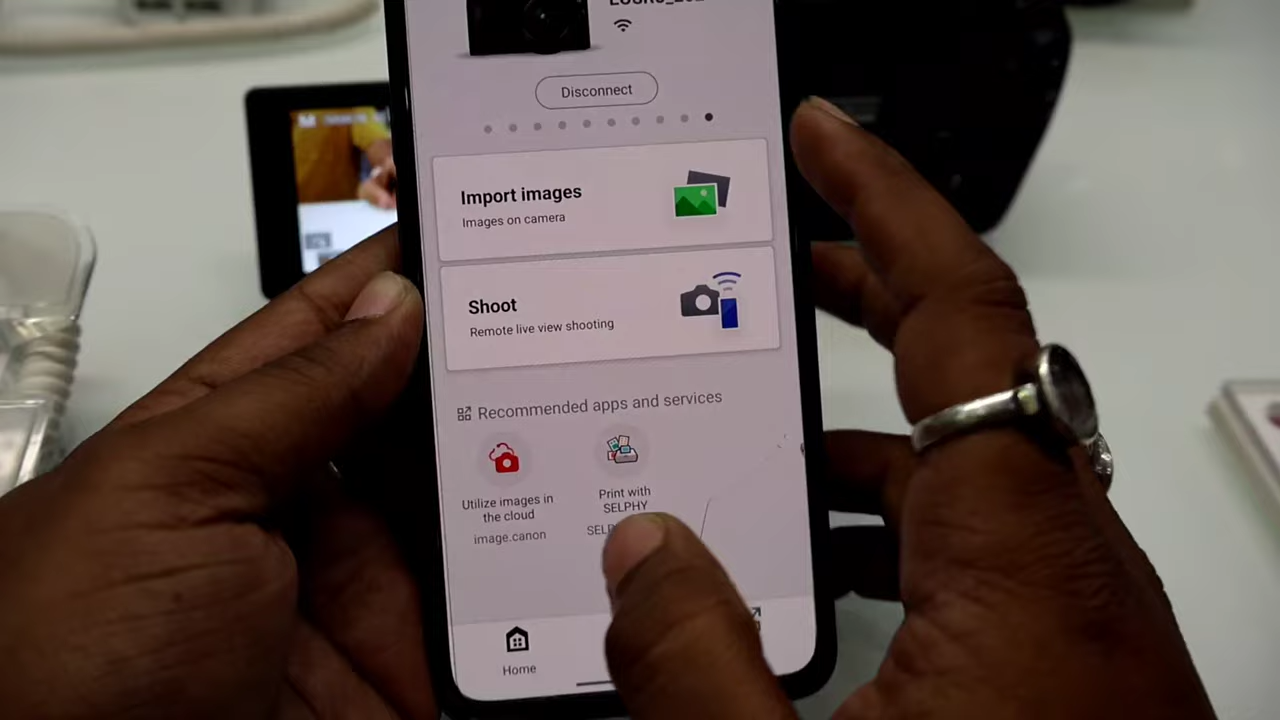 Disconnect
Import images
Images on camera
Shoot
Remote live view shooting
Recommended apps and services
Utilize images in
the cloud
image.canon
Print with
SELPHY
Home